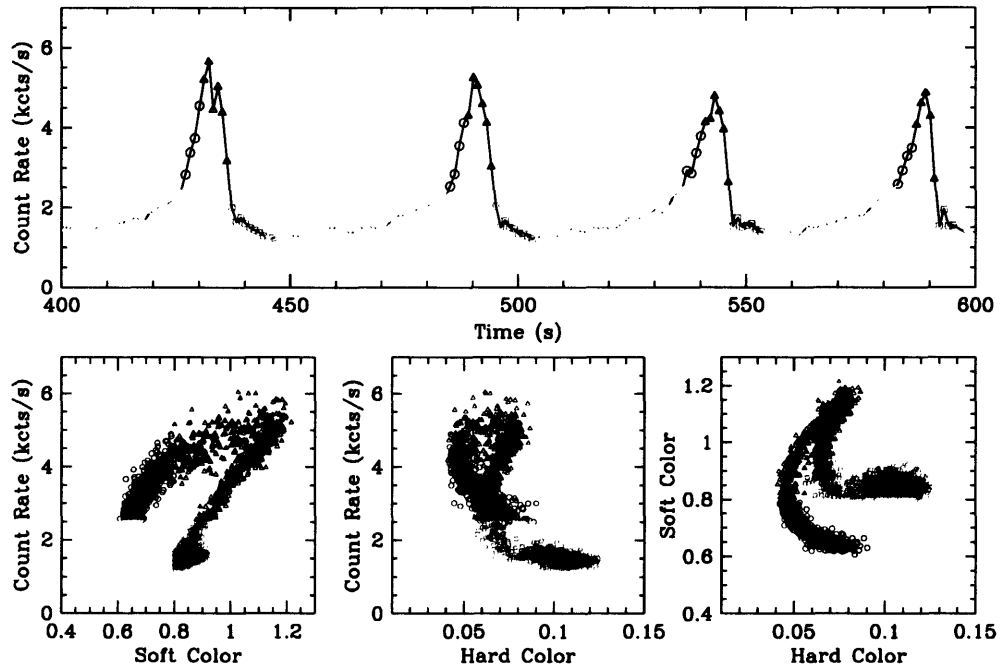 Count Rate (kcts/s)
6
4
2
0
400 450 500 550 600
Time (s)
Count Rate (kcts/s)
6
4
2
0
0.4 0.6 0.8 1 1.2
Soft Color
Count Rate (kcts/s)
6
4
2
0
0.05 0.1 0.15
Hard Color
Soft Color
1.2
1
0.8
0.6
0.4
0.05 0.1 0.15
Hard Color